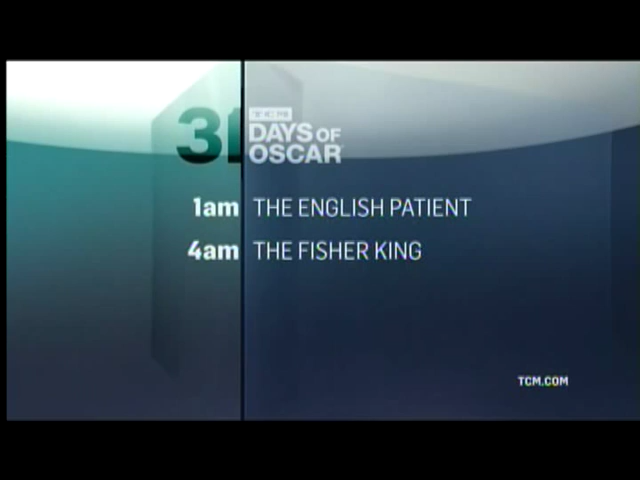 31
TCM
DAYS OF
OSCAR
1am THE ENGLISH PATIENT
4am THE FISHER KING
TCM.COM